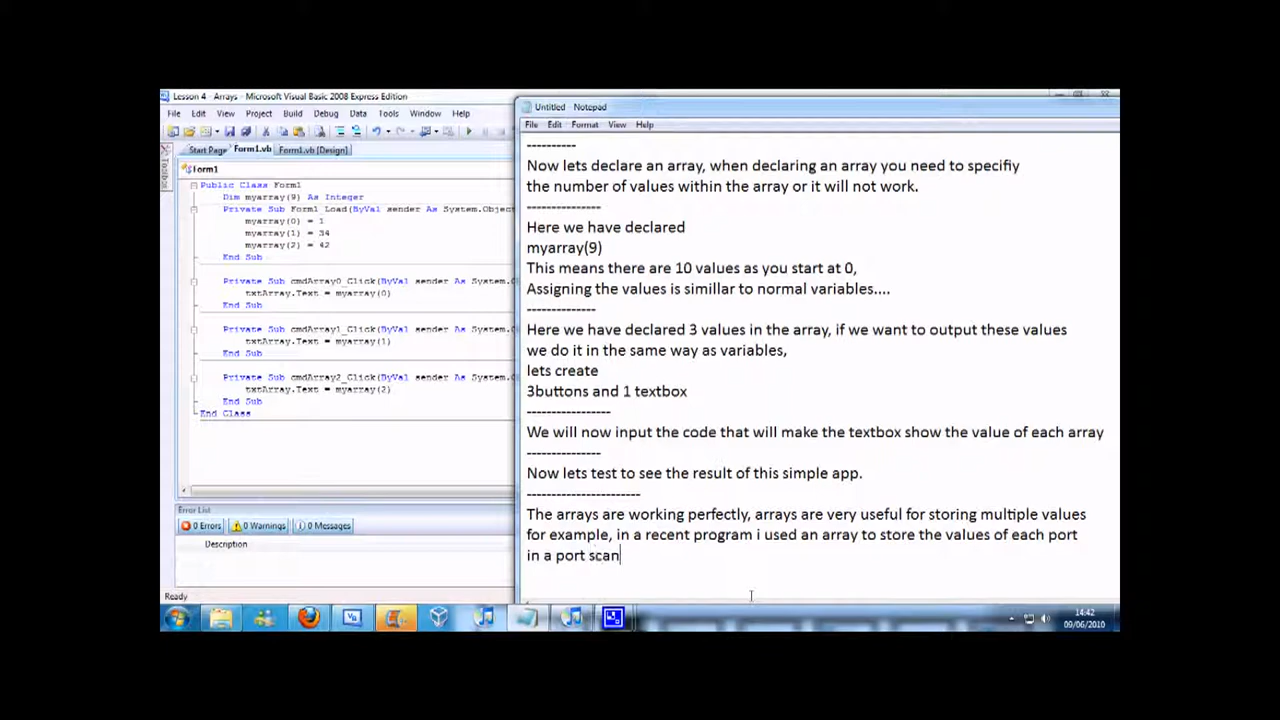 Lesson 4 - Arrays - Microsoft Visual Basic 2008 Express Edition
File Edit View Project Build Debug Data Tools Window Help
Start Page Form1.vb Form1.vb [Design]
Toolbox
Form1
Public Class Form1
Dim myarray(9) As Integer
Private Sub Form1_Load(ByVal sender As System.Object
myarray(0) = 1
myarray(1) = 34
myarray(2) = 42
End Sub
Private Sub cmdArray0_Click(ByVal sender As System.O
txtArray.Text = myarray(0)
End Sub
Private Sub cmdArray1_Click(ByVal sender As System.O
txtArray.Text = myarray(1)
End Sub
Private Sub cmdArray2_Click(ByVal sender As System.O
txtArray.Text = myarray(2)
End Sub
End Class
Error List
0 Errors 0 Warnings 0 Messages
Description
Ready
Untitled - Notepad
File Edit Format View Help
----------
Now lets declare an array, when declaring an array you need to specifiy
the number of values within the array or it will not work.
---------------
Here we have declared
myarray(9)
This means there are 10 values as you start at 0,
Assigning the values is simillar to normal variables....
--------------
Here we have declared 3 values in the array, if we want to output these values
we do it in the same way as variables,
lets create
3buttons and 1 textbox
-----------------
We will now input the code that will make the textbox show the value of each array
---------------
Now lets test to see the result of this simple app.
-----------------------
The arrays are working perfectly, arrays are very useful for storing multiple values
for example, in a recent program i used an array to store the values of each port
in a port scan
14:42
09/06/2010